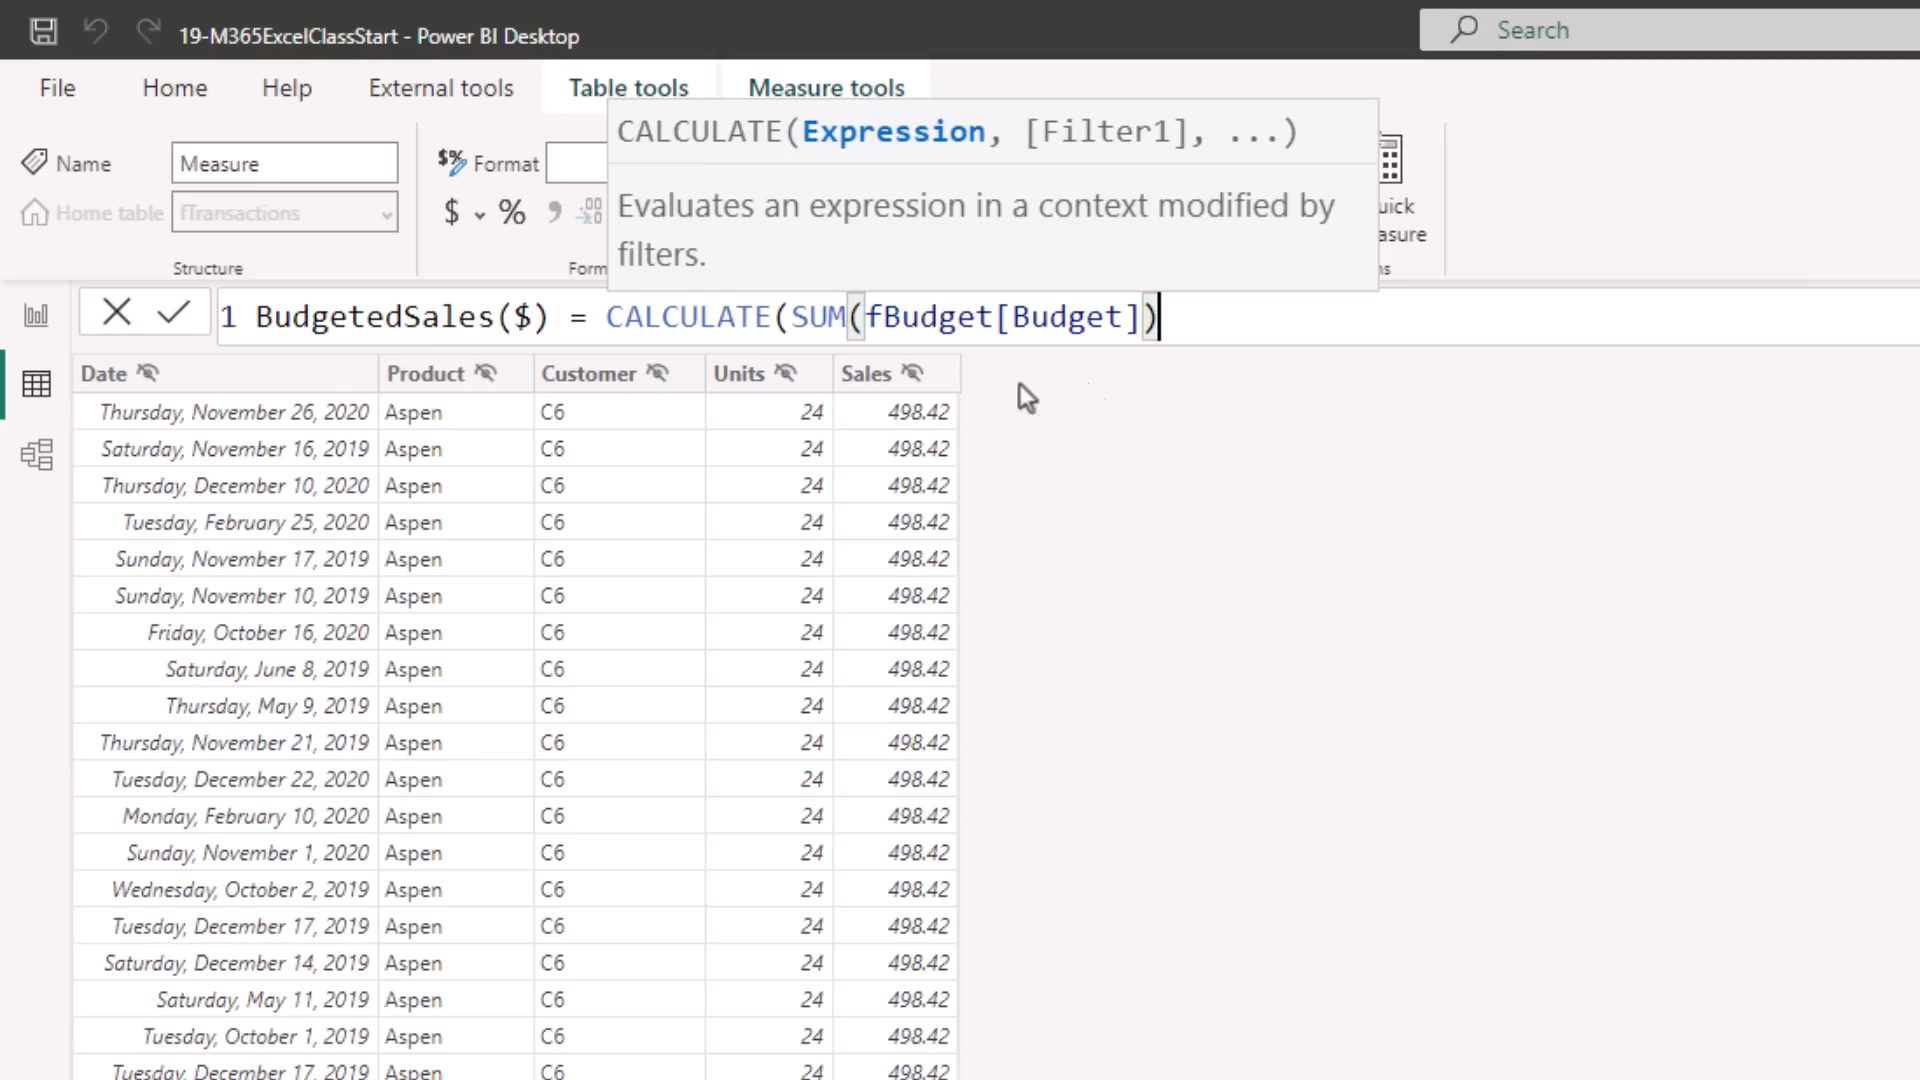 19-M365ExcelClassStart - Power BI Desktop
Search
File Home Help External tools Table tools Measure tools
CALCULATE(Expression, [Filter1], ...)
Evaluates an expression in a context modified by
filters.
Name Measure
Home table fTransactions
Structure
$% Format
$ % 9
Form
uick
asure
ns
1 BudgetedSales($) = CALCULATE(SUM(fBudget[Budget])
Date Product Customer Units Sales
Thursday, November 26, 2020 Aspen C6 24 498.42
Saturday, November 16, 2019 Aspen C6 24 498.42
Thursday, December 10, 2020 Aspen C6 24 498.42
Tuesday, February 25, 2020 Aspen C6 24 498.42
Sunday, November 17, 2019 Aspen C6 24 498.42
Sunday, November 10, 2019 Aspen C6 24 498.42
Friday, October 16, 2020 Aspen C6 24 498.42
Saturday, June 8, 2019 Aspen C6 24 498.42
Thursday, May 9, 2019 Aspen C6 24 498.42
Thursday, November 21, 2019 Aspen C6 24 498.42
Tuesday, December 22, 2020 Aspen C6 24 498.42
Monday, February 10, 2020 Aspen C6 24 498.42
Sunday, November 1, 2020 Aspen C6 24 498.42
Wednesday, October 2, 2019 Aspen C6 24 498.42
Tuesday, December 17, 2019 Aspen C6 24 498.42
Saturday, December 14, 2019 Aspen C6 24 498.42
Saturday, May 11, 2019 Aspen C6 24 498.42
Tuesday, October 1, 2019 Aspen C6 24 498.42
Tuesday, December 17, 2019 Aspen C6 24 498.42